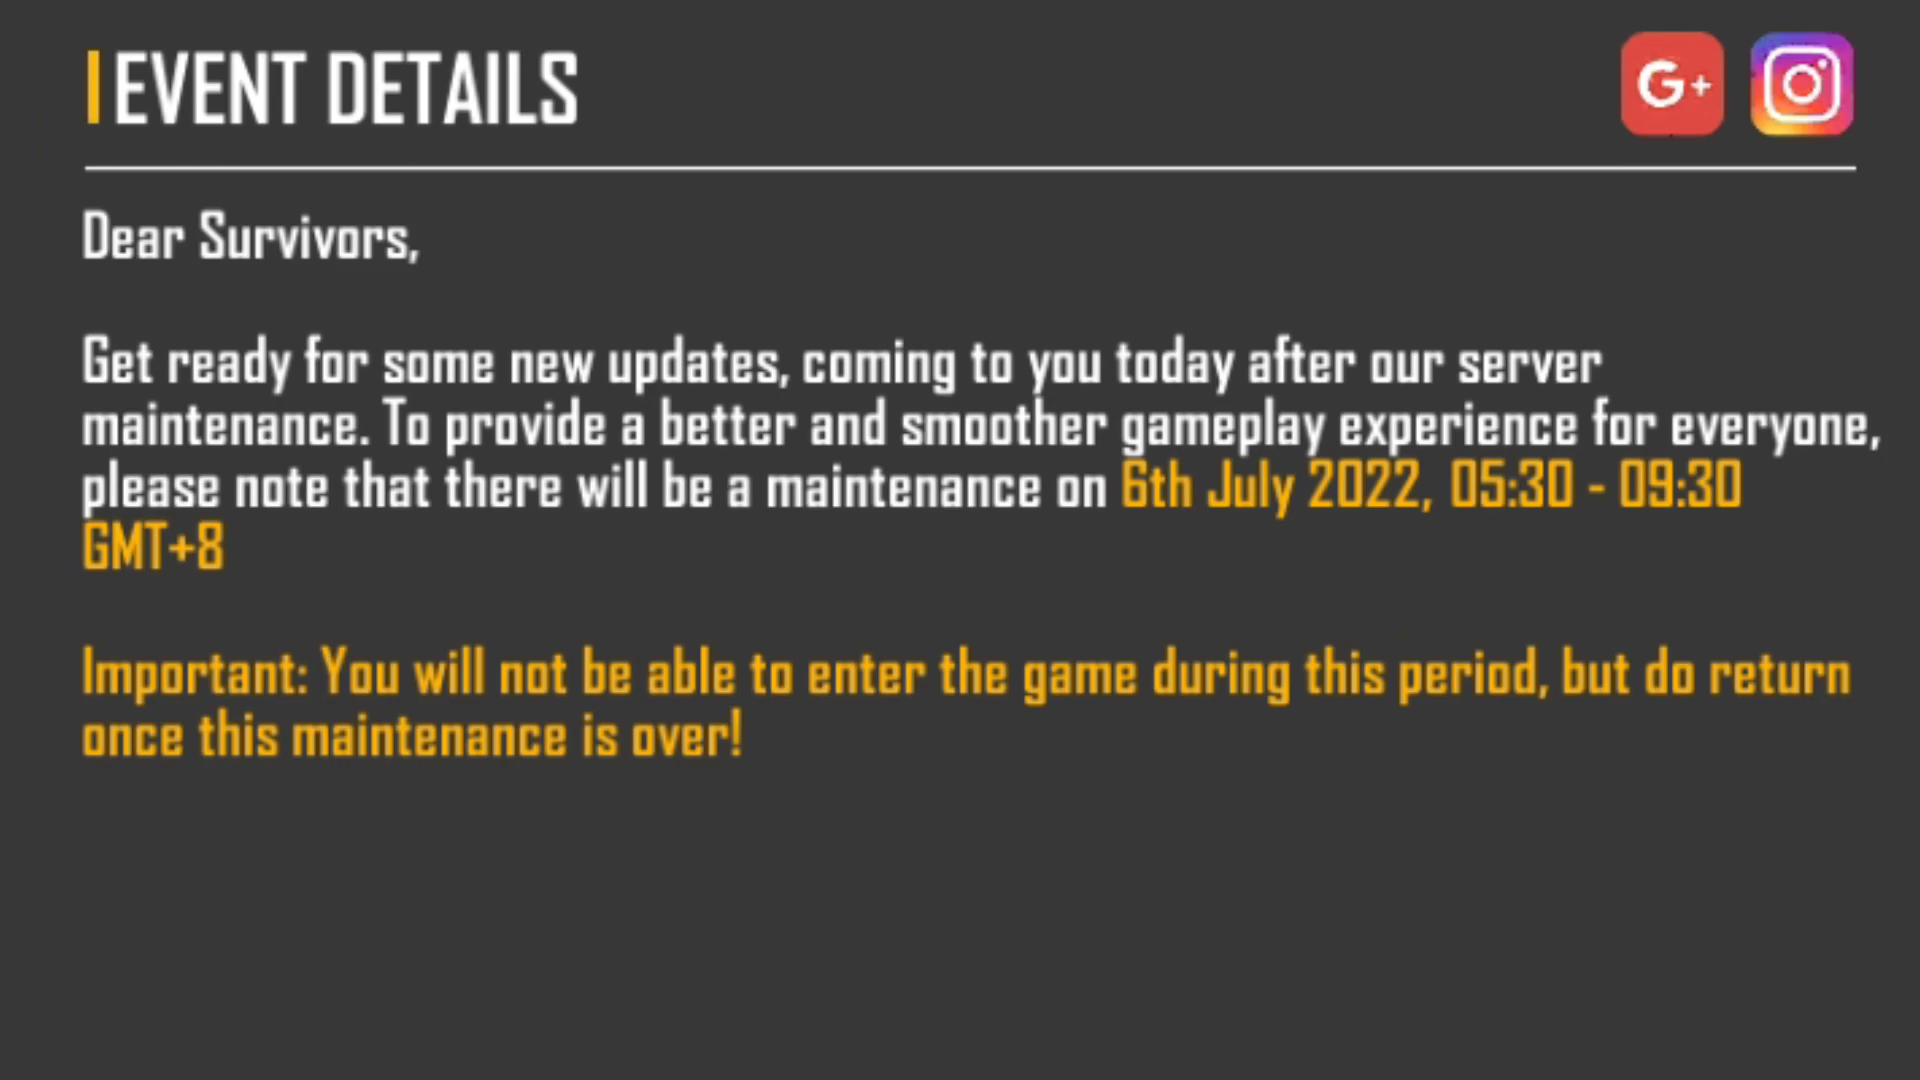 EVENT DETAILS
G+
Dear Survivors,
Get ready for some new updates, coming to you today after our server
maintenance. To provide a better and smoother gameplay experience for everyone,
please note that there will be a maintenance on 6th July 2022, 05:30 - 09:30
GMT+8
Important: You will not be able to enter the game during this period, but do return
once this maintenance is over!